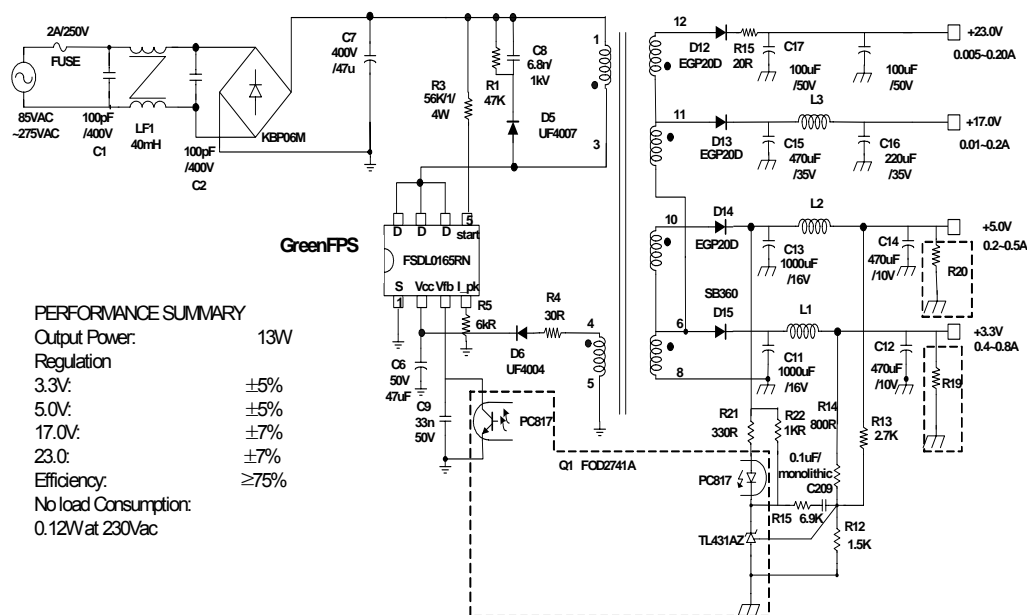 2A/250V
FUSE
85VAC
~275VAC
100pF
/400V
C1
LF1
40mH
100pF
/400V
C2
KBP06M
C7
400V
/47u
R3
56K/1/
4W
R1
47K
C8
6.8n/
1kV
D5
UF4007
1
3
12
D12
EGP20D
R15
20R
C17
100uF
/50V
100uF
/50V
+23.0V
0.005~0.20A
11
D13
EGP20D
L3
C15
470uF
/35V
C16
220uF
/35V
+17.0V
0.01~0.2A
10
D14
EGP20D
L2
C13
1000uF
/16V
C14
470uF
/10V
R20
+5.0V
0.2~0.5A
6
8
SB360
D15
L1
C11
1000uF
/16V
C12
470uF
/10V
R19
+3.3V
0.4~0.8A
GreenFPS
D D D 5
start
FSDL0165RN
S Vcc Vfb I_pk
1
R5
6kR
C6
50V
47uF
C9
33n
50V
D6
UF4004
R4
30R
4
5
PC817
Q1 FOD2741A
R21
330R
R22
1KR
R14
800R
R13
2.7K
0.1uF/
monolithic
C209
PC817
R15 6.9K
TL431AZ
R12
1.5K
PERFORMANCE SUMMARY
Output Power: 13W
Regulation
3.3V: ±5%
5.0V: ±5%
17.0V: ±7%
23.0: ±7%
Efficiency: ≥75%
No load Consumption:
0.12W at 230Vac